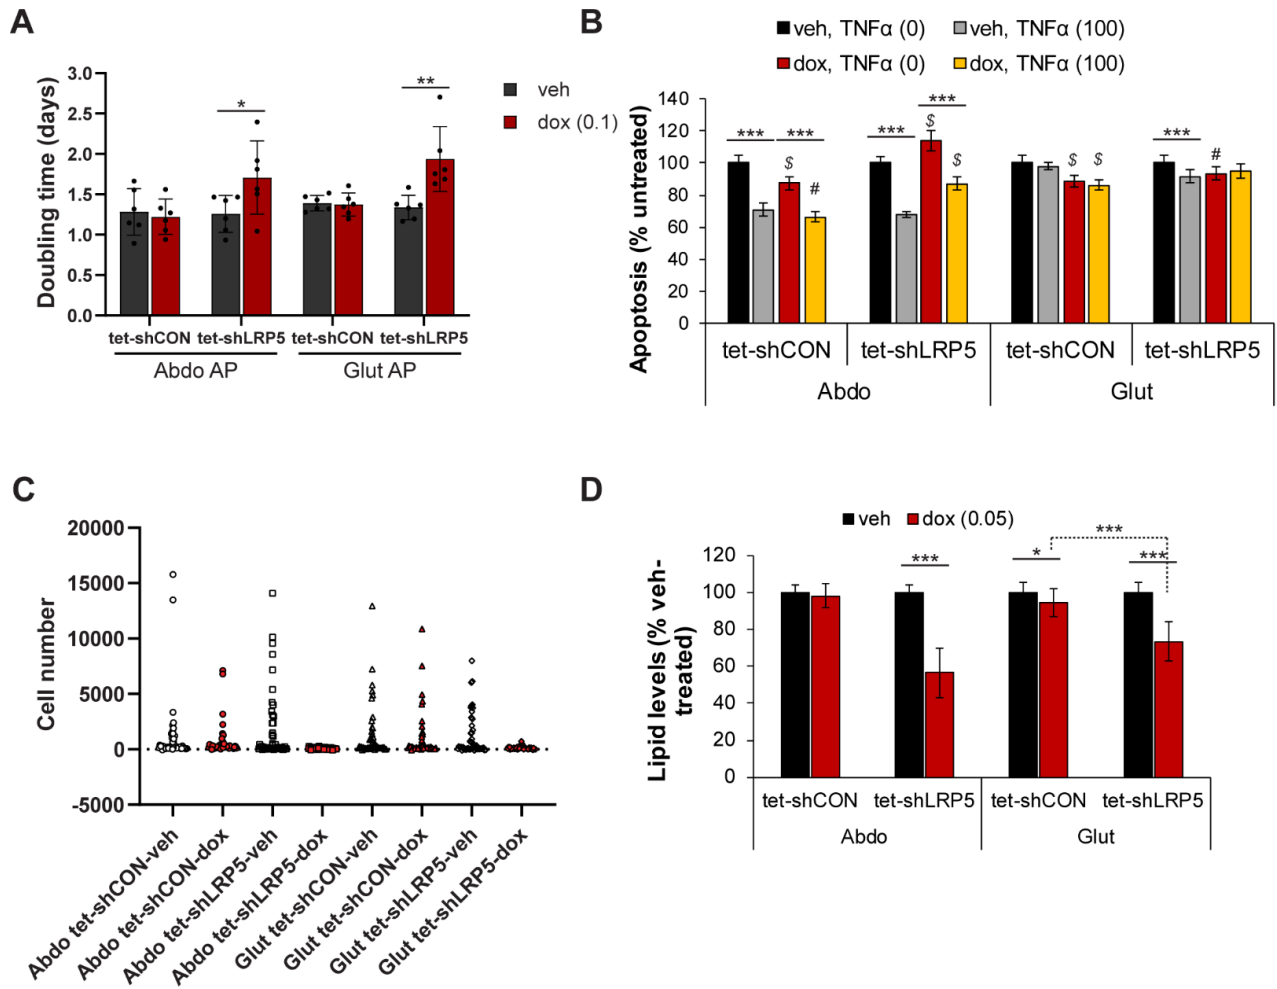 A
3.0
2.5
2.0
1.5
1.0
0.5
0.0
Doubling time (days)
*
**
veh
dox (0.1)
tet-shCON tet-shLRP5 tet-shCON tet-shLRP5
Abdo AP Glut AP
B
veh, TNFα (0) veh, TNFα (100)
dox, TNFα (0) dox, TNFα (100)
140
120
100
80
60
40
20
0
Apoptosis (% untreated)
*** *** *** *** ***
$ # $ $ $ $ #
tet-shCON tet-shLRP5 tet-shCON tet-shLRP5
Abdo Glut
C
20000
15000
10000
5000
0
-5000
Cell number
Abdo tet-shCON-veh
Abdo tet-shCON-dox
Abdo tet-shLRP5-veh
Abdo tet-shLRP5-dox
Glut tet-shCON-veh
Glut tet-shCON-dox
Glut tet-shLRP5-veh
Glut tet-shLRP5-dox
D
veh dox (0.05)
120
100
80
60
40
20
0
Lipid levels (% veh-
treated)
*** * *** ***
tet-shCON tet-shLRP5 tet-shCON tet-shLRP5
Abdo Glut